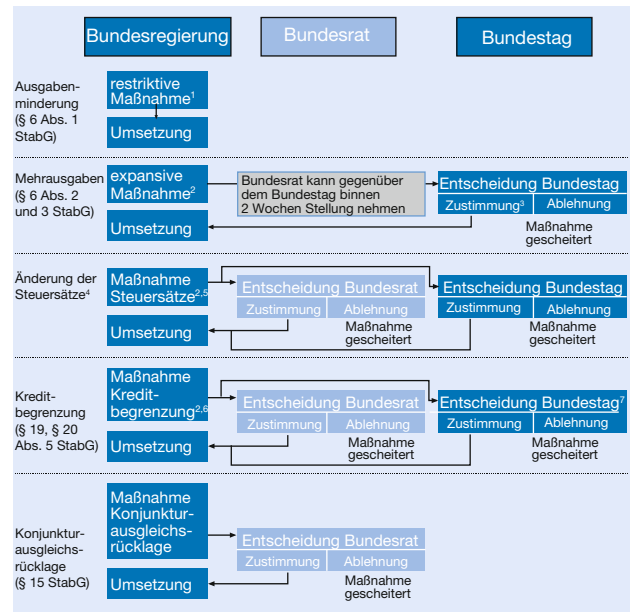 Bundesregierung
Bundesrat
Bundestag
Ausgaben-
minderung
(§ 6 Abs. 1
StabG)
restriktive
Maßnahme1
Umsetzung
Mehrausgaben
(§ 6 Abs. 2
und 3 StabG)
expansive
Maßnahme2
Bundesrat kann gegenüber
dem Bundestag binnen
2 Wochen Stellung nehmen
Entscheidung Bundestag
Zustimmung3
Ablehnung
Umsetzung
Maßnahme
gescheitert
Änderung der
Steuersätze4
Maßnahme
Steuersätze2,5
Entscheidung Bundesrat
Zustimmung
Ablehnung
Entscheidung Bundestag
Zustimmung
Ablehnung
Umsetzung
Maßnahme
gescheitert
Maßnahme
gescheitert
Kredit-
begrenzung
(§ 19, § 20
Abs. 5 StabG)
Maßnahme
Kredit-
begrenzung2,6
Entscheidung Bundesrat
Zustimmung
Ablehnung
Entscheidung Bundestag7
Zustimmung
Ablehnung
Umsetzung
Maßnahme
gescheitert
Maßnahme
gescheitert
Konjunktur-
ausgleichs-
rücklage
(§ 15 StabG)
Maßnahme
Konjunktur-
ausgleichs-
rücklage
Entscheidung Bundesrat
Zustimmung
Ablehnung
Umsetzung
Maßnahme
gescheitert